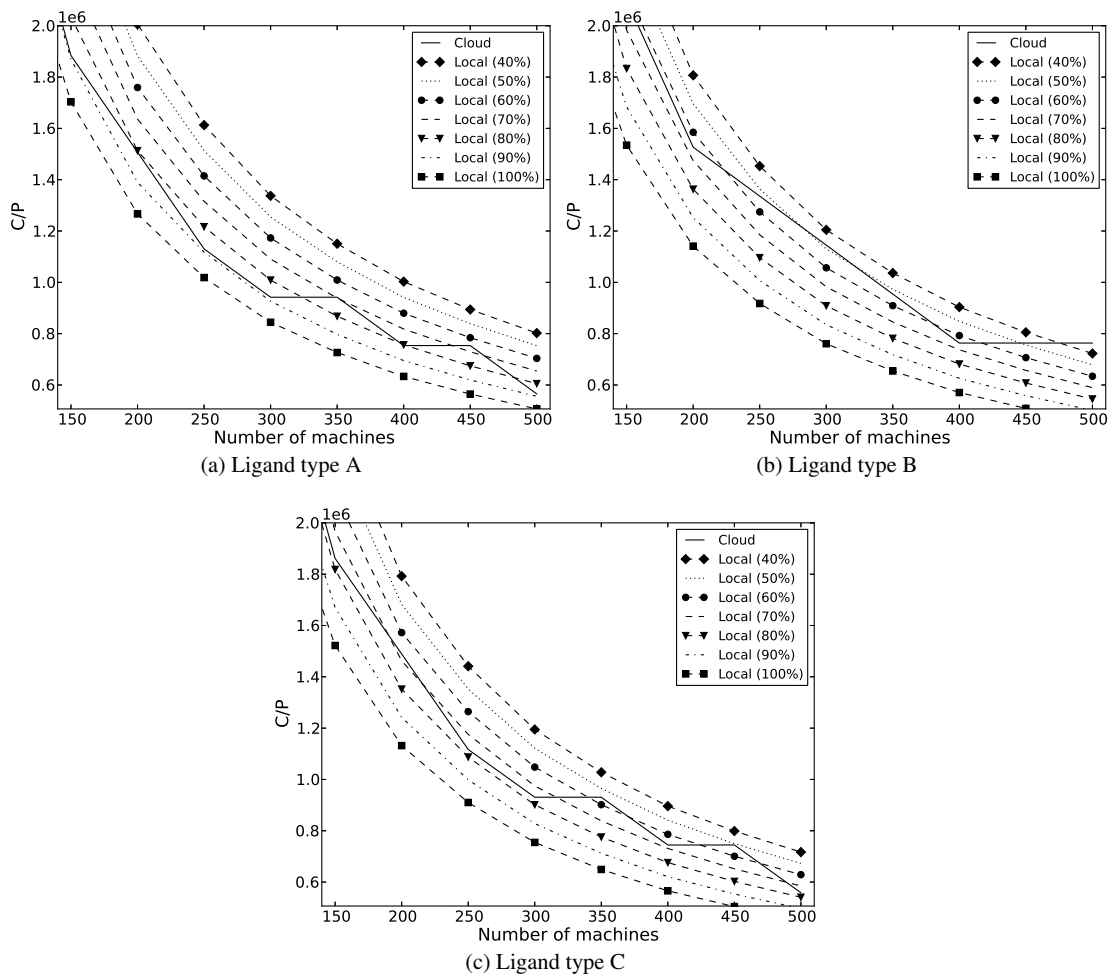 1e6
2.0
1.8
1.6
1.4
1.2
1.0
0.8
0.6
C/P
150 200 250 300 350 400 450 500
Number of machines
Cloud
Local (40%)
Local (50%)
Local (60%)
Local (70%)
Local (80%)
Local (90%)
Local (100%)
(a) Ligand type A
1e6
2.0
1.8
1.6
1.4
1.2
1.0
0.8
0.6
C/P
150 200 250 300 350 400 450 500
Number of machines
Cloud
Local (40%)
Local (50%)
Local (60%)
Local (70%)
Local (80%)
Local (90%)
Local (100%)
(b) Ligand type B
1e6
2.0
1.8
1.6
1.4
1.2
1.0
0.8
0.6
C/P
150 200 250 300 350 400 450 500
Number of machines
Cloud
Local (40%)
Local (50%)
Local (60%)
Local (70%)
Local (80%)
Local (90%)
Local (100%)
(c) Ligand type C